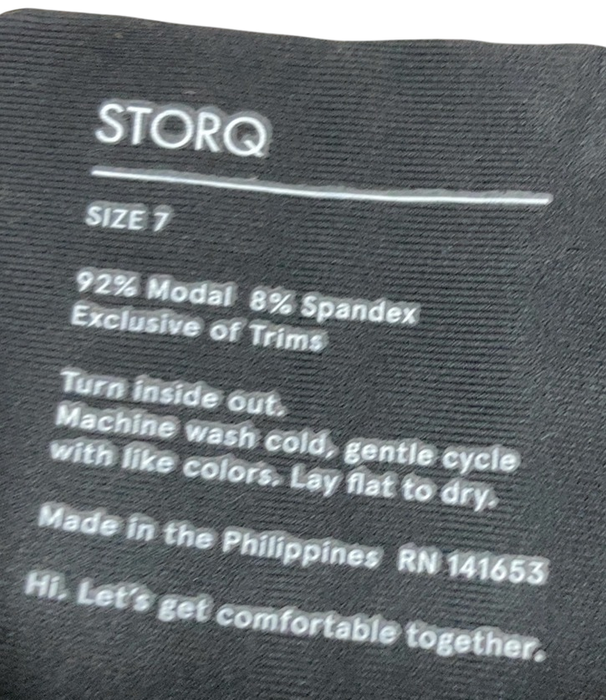 STORQ
SIZE 7
92% Modal 8% Spandex
Exclusive of Trims
Turn inside out.
Machine wash cold, gentle cycle
with like colors. Lay flat to dry.
Made in the Philippines RN 141653
Hi. Let's get comfortable together.